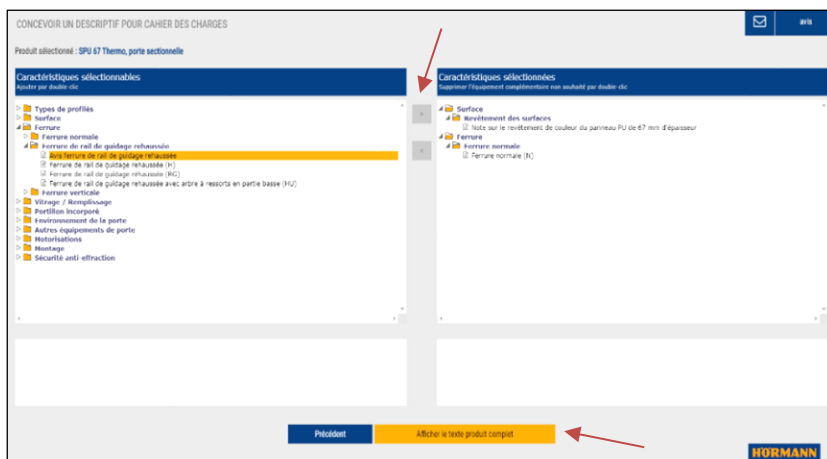 CONCEVOIR UN DESCRIPTIF POUR CAHIER DES CHARGES
avis
Produit sélectionné : SPU 67 Thermo, porte sectionnelle
Caractéristiques sélectionnables
Ajouter par double-clic
Types de profilés
Surface
Ferrure
Ferrure normale
Ferrure de rail de guidage rehaussée
Avis ferrure de rail de guidage rehaussée
Ferrure de rail de guidage rehaussée (H)
Ferrure de rail de guidage rehaussée (RG)
Ferrure de rail de guidage rehaussée avec arbre à ressorts en partie basse (HU)
Ferrure verticale
Vitrage / Remplissage
Portillon incorporé
Environnement de la porte
Autres équipements de porte
Motorisations
Montage
Sécurité anti-effraction
Caractéristiques sélectionnées
Supprimer l'équipement complémentaire non souhaité par double-clic
Surface
Revêtement des surfaces
Note sur le revêtement de couleur du panneau PU de 67 mm d'épaisseur
Ferrure
Ferrure normale
Ferrure normale (N)
Précédent
Afficher le texte produit complet
HÖRMANN